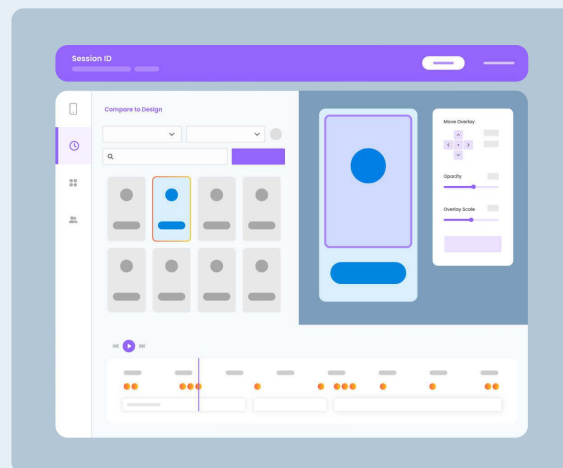 Session ID
Compare to Design
Move Overlay
Opacity
Overlay Scale